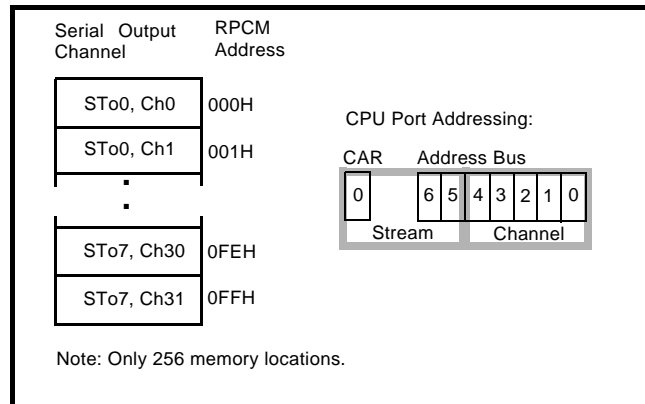 Serial Output Channel
RPCM Address
STo0, Ch0 000H
STo0, Ch1 001H
STo7, Ch30 0FEH
STo7, Ch31 0FFH
CPU Port Addressing:
CAR Address Bus
0 6 5 4 3 2 1 0
Stream Channel
Note: Only 256 memory locations.